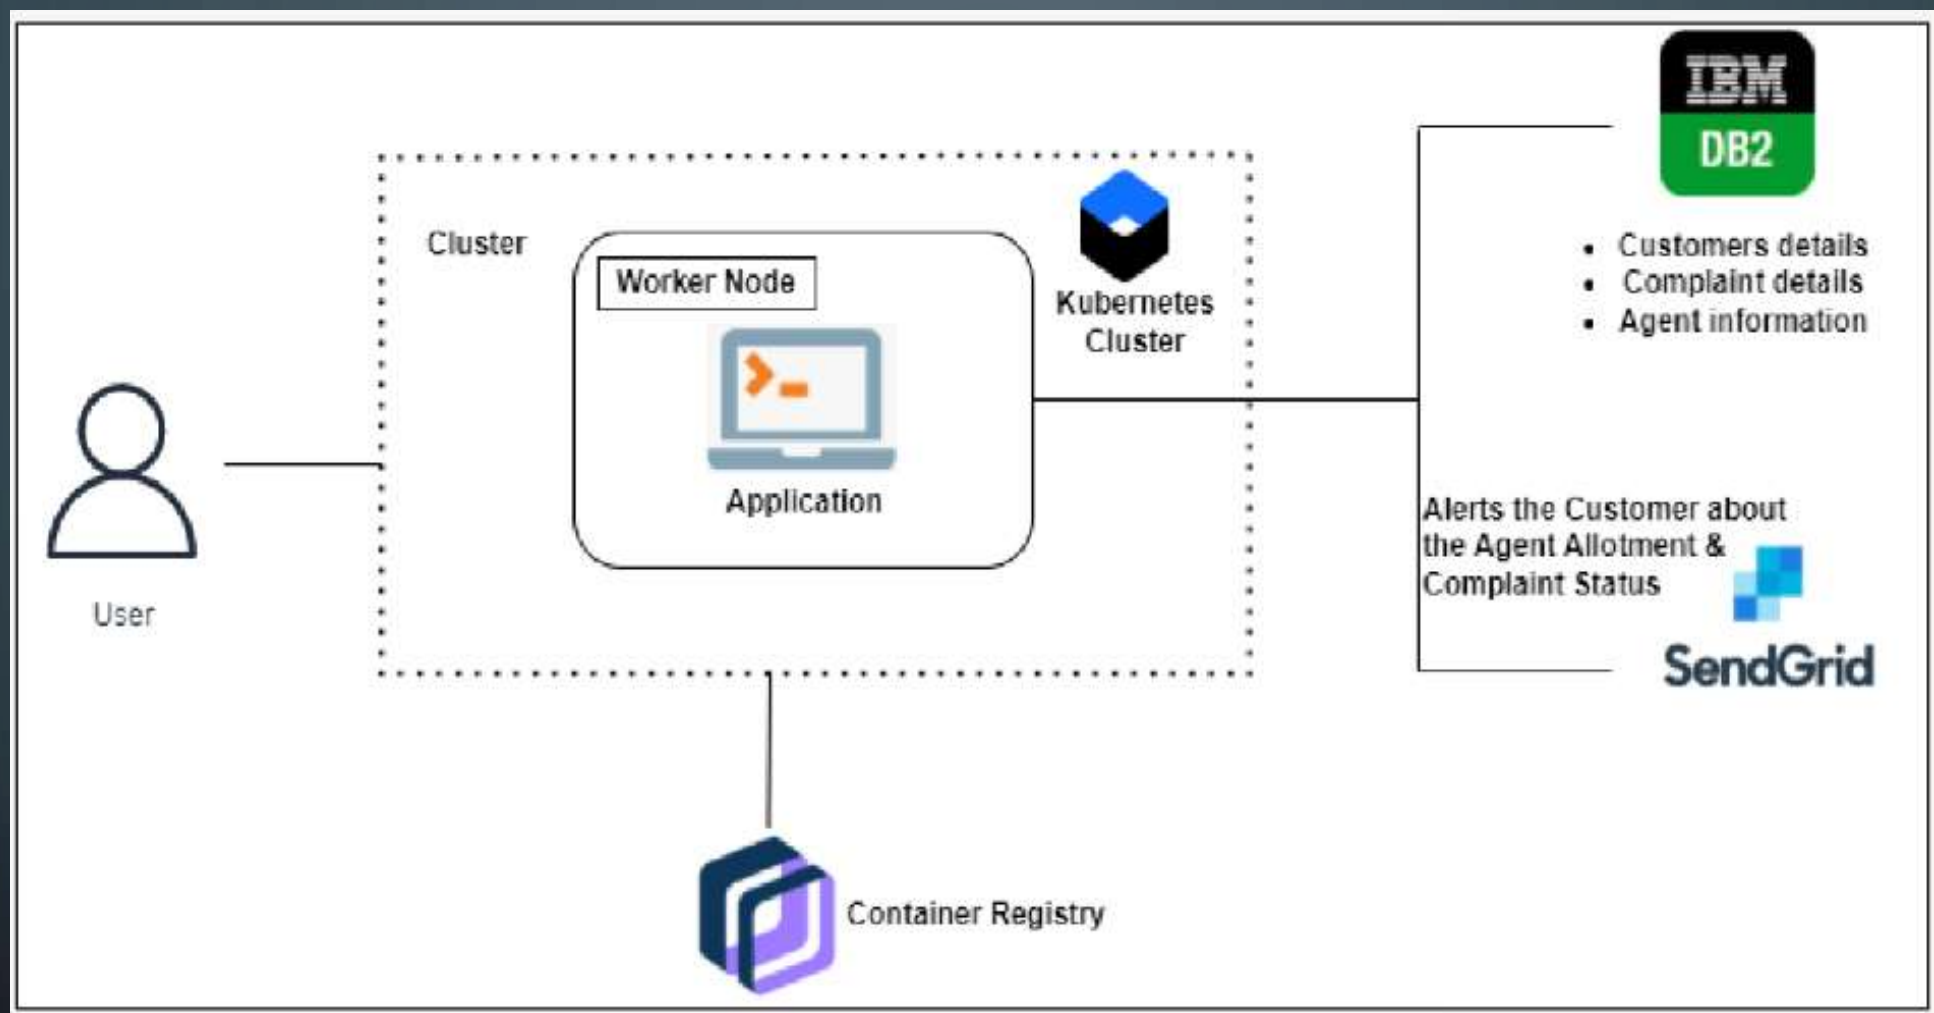 IBM
DB2
Cluster
Worker Node
Kubernetes
Cluster
• Customers details
• Complaint details
• Agent information
Application
Alerts the Customer about
the Agent Allotment &
Complaint Status
User
SendGrid
Container Registry